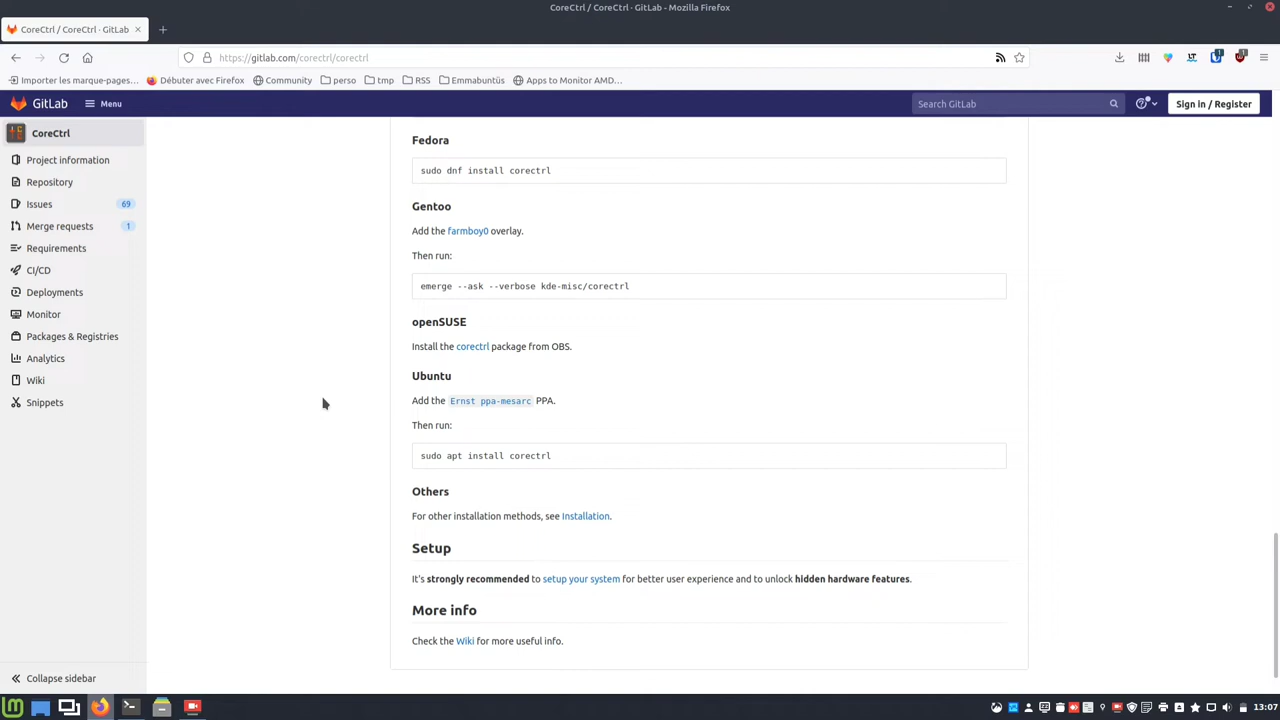 CoreCtrl / CoreCtrl · GitLab - Mozilla Firefox
CoreCtrl / CoreCtrl · GitLab
https://gitlab.com/corectrl/corectrl
Importer les marque-pages… Débuter avec Firefox Community perso tmp RSS Emmabuntüs Apps to Monitor AMD…
GitLab Menu Search GitLab Sign in / Register
CoreCtrl
Project information
Repository
Issues 69
Merge requests 1
Requirements
CI/CD
Deployments
Monitor
Packages & Registries
Analytics
Wiki
Snippets
Collapse sidebar
Fedora
sudo dnf install corectrl
Gentoo
Add the farmboy0 overlay.
Then run:
emerge --ask --verbose kde-misc/corectrl
openSUSE
Install the corectrl package from OBS.
Ubuntu
Add the Ernst ppa-mesarc PPA.
Then run:
sudo apt install corectrl
Others
For other installation methods, see Installation.
Setup
It's strongly recommended to setup your system for better user experience and to unlock hidden hardware features.
More info
Check the Wiki for more useful info.
13:07